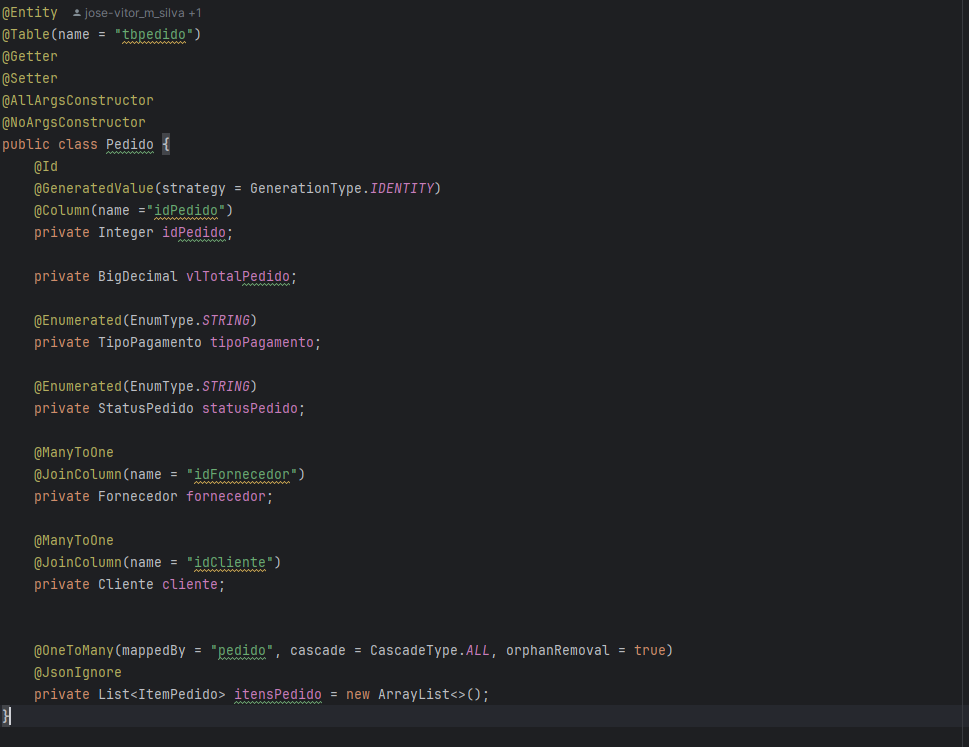 @Entity jose-vitor_m_silva +1
@Table(name = "tbpedido")
@Getter
@Setter
@AllArgsConstructor
@NoArgsConstructor
public class Pedido {
    @Id
    @GeneratedValue(strategy = GenerationType.IDENTITY)
    @Column(name ="idPedido")
    private Integer idPedido;

    private BigDecimal vlTotalPedido;

    @Enumerated(EnumType.STRING)
    private TipoPagamento tipoPagamento;

    @Enumerated(EnumType.STRING)
    private StatusPedido statusPedido;

    @ManyToOne
    @JoinColumn(name = "idFornecedor")
    private Fornecedor fornecedor;

    @ManyToOne
    @JoinColumn(name = "idCliente")
    private Cliente cliente;


    @OneToMany(mappedBy = "pedido", cascade = CascadeType.ALL, orphanRemoval = true)
    @JsonIgnore
    private List<ItemPedido> itensPedido = new ArrayList<>();
}